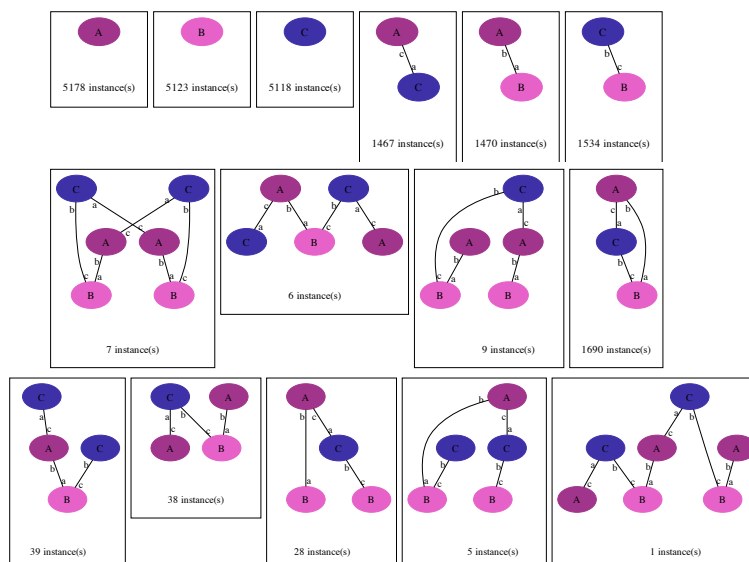 A
5178 instance(s)
B
5123 instance(s)
C
5118 instance(s)
A
c
a
C
1467 instance(s)
A
b
a
B
1470 instance(s)
C
b
c
B
1534 instance(s)
C
C
b
a
a
b
c
c
A
A
b
b
c
a
a
c
B
B
7 instance(s)
A
C
c
b
b
a
a
a
c
c
C
B
A
6 instance(s)
C
b
a
c
A
A
b
b
c
a
a
B
B
9 instance(s)
A
c
b
a
C
b
c
a
B
1690 instance(s)
C
a
c
A
C
b
b
a
c
B
39 instance(s)
C
A
a
b
b
c
c
a
A
B
38 instance(s)
A
b
c
a
C
b
a
c
B
B
28 instance(s)
A
b
c
a
C
C
b
b
a
c
c
B
B
5 instance(s)
C
a
b
c
C
A
A
a
b
b
b
c
c
a
c
a
A
B
B
1 instance(s)